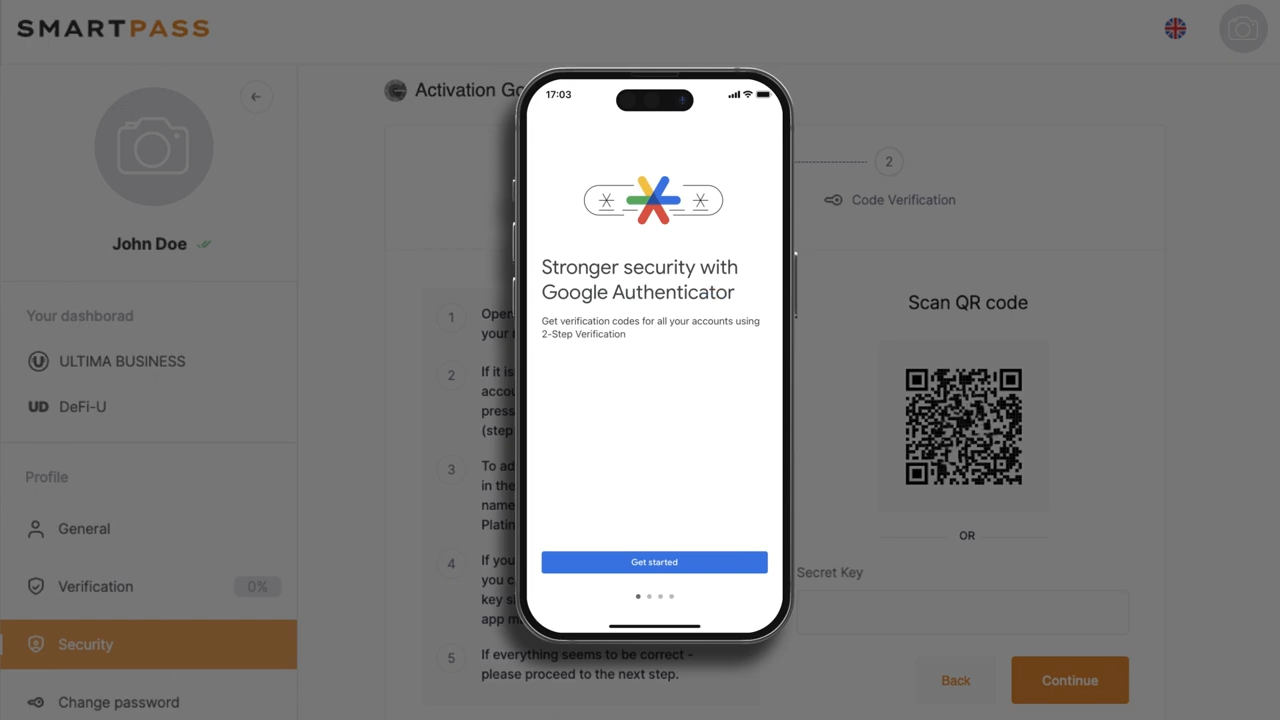 SMARTPASS
Activation Go
17:03
2
Code Verification
John Doe
Your dashborad
ULTIMA BUSINESS
UD DeFi-U
Profile
General
Verification 0%
Security
Change password
1
your
2
If it is
accou
press
(step
3
To ad
in the
name
Platin
4
If you
you c
key s
app m
5
If everything seems to be correct -
please proceed to the next step.
Stronger security with
Google Authenticator
Get verification codes for all your accounts using
2-Step Verification
Get started
Scan QR code
OR
Secret Key
Back
Continue